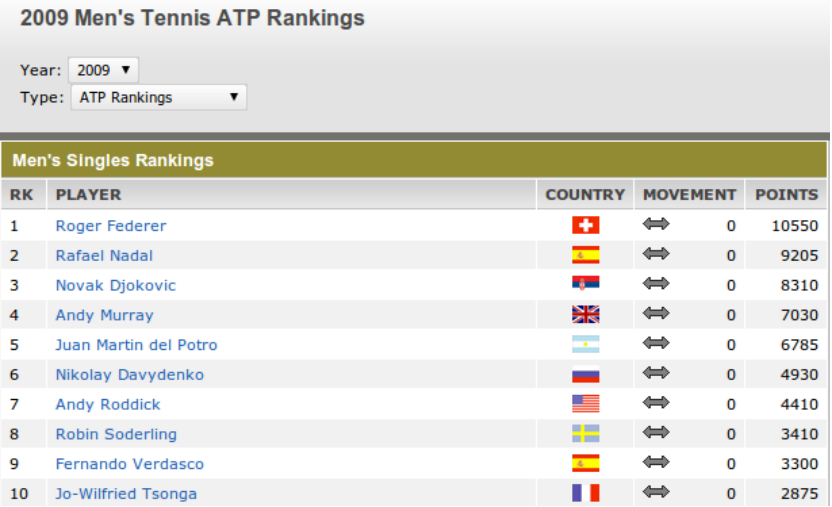 2009 Men's Tennis ATP Rankings
Year: 2009
Type: ATP Rankings
Men's Singles Rankings
RK PLAYER COUNTRY MOVEMENT POINTS
1 Roger Federer 0 10550
2 Rafael Nadal 0 9205
3 Novak Djokovic 0 8310
4 Andy Murray 0 7030
5 Juan Martin del Potro 0 6785
6 Nikolay Davydenko 0 4930
7 Andy Roddick 0 4410
8 Robin Soderling 0 3410
9 Fernando Verdasco 0 3300
10 Jo-Wilfried Tsonga 0 2875